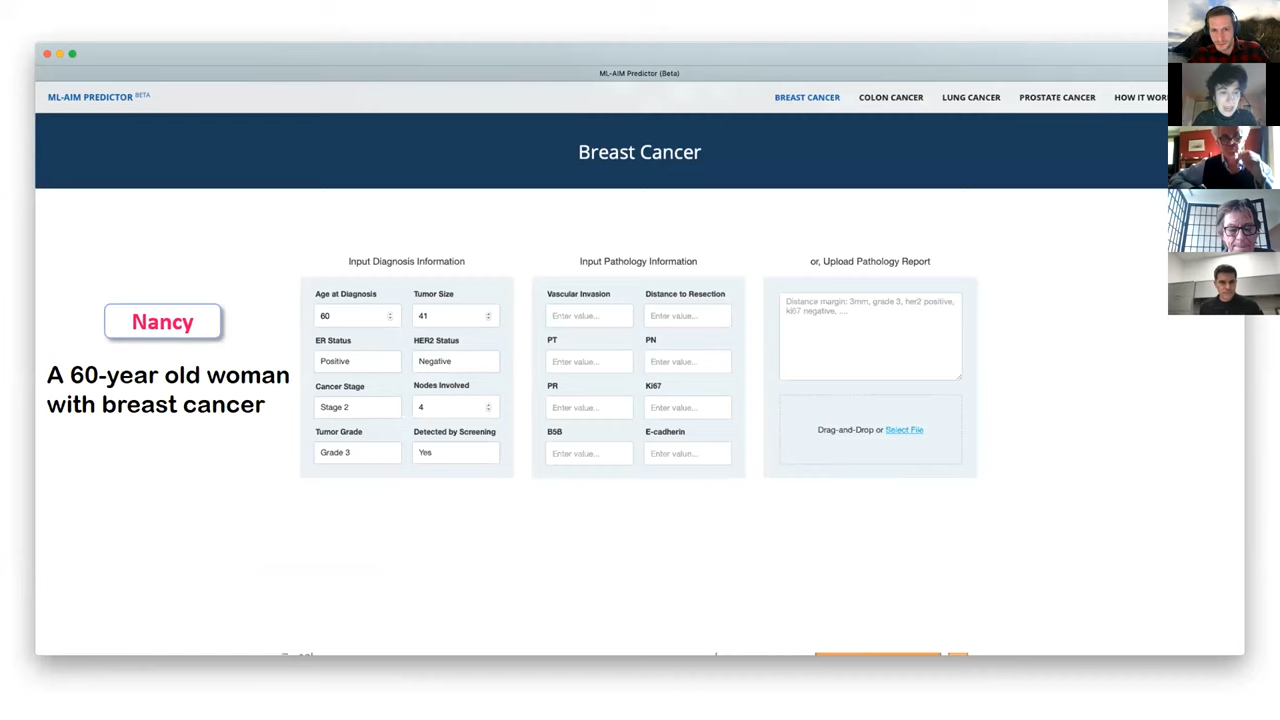 ML-AIM Predictor (Beta)
ML-AIM PREDICTOR BETA
BREAST CANCER
COLON CANCER
LUNG CANCER
PROSTATE CANCER
HOW IT WOR
Breast Cancer
Nancy
A 60-year old woman
with breast cancer
Input Diagnosis Information
Age at Diagnosis Tumor Size
60 41
ER Status HER2 Status
Positive Negative
Cancer Stage Nodes Involved
Stage 2 4
Tumor Grade Detected by Screening
Grade 3 Yes
Input Pathology Information
Vascular Invasion Distance to Resection
Enter value... Enter value...
PT PN
Enter value... Enter value...
PR KI67
Enter value... Enter value...
B5B E-cadherin
Enter value... Enter value...
or, Upload Pathology Report
Distance margin: 3mm, grade 3, her2 positive,
ki67 negative, ....
Drag-and-Drop or Select File